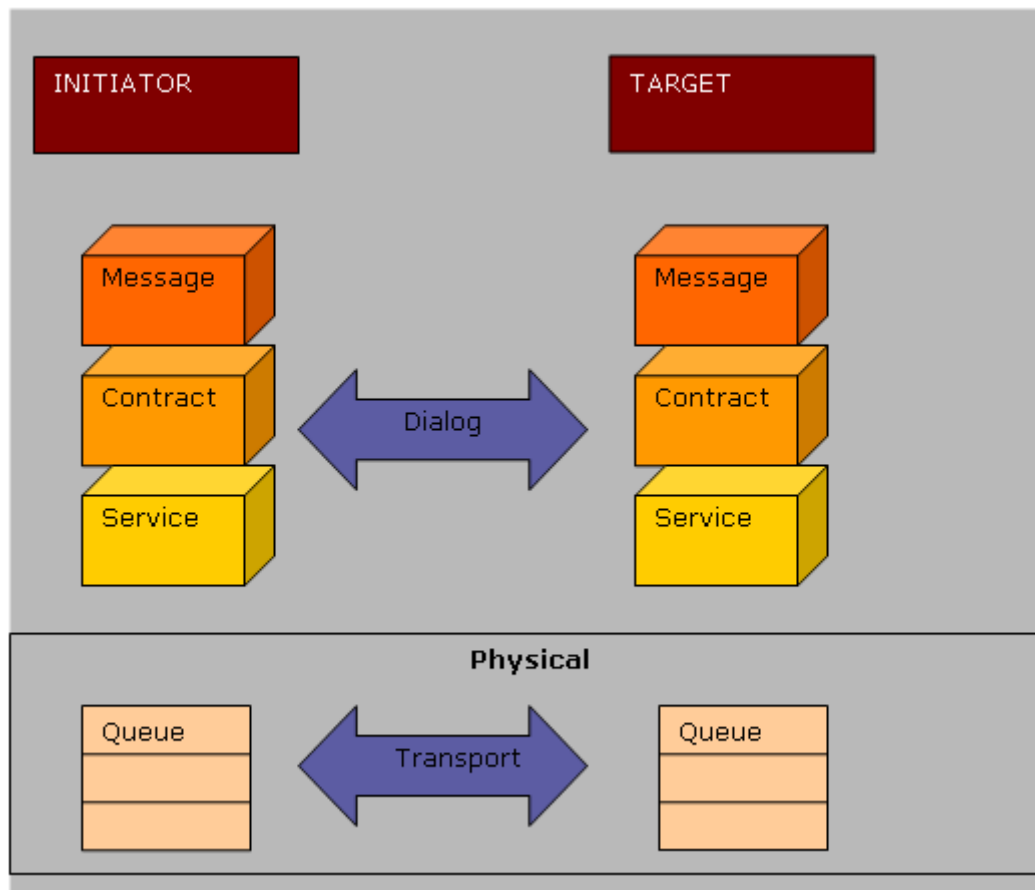 INITIATOR
TARGET
Message
Message
Contract
Contract
Dialog
Service
Service
Physical
Queue
Queue
Transport